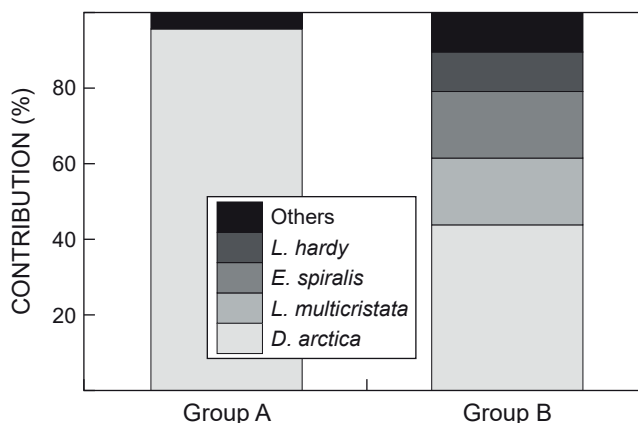 CONTRIBUTION (%)
80
60
40
20
Others
L. hardy
E. spiralis
L. multicristata
D. arctica
Group A
Group B